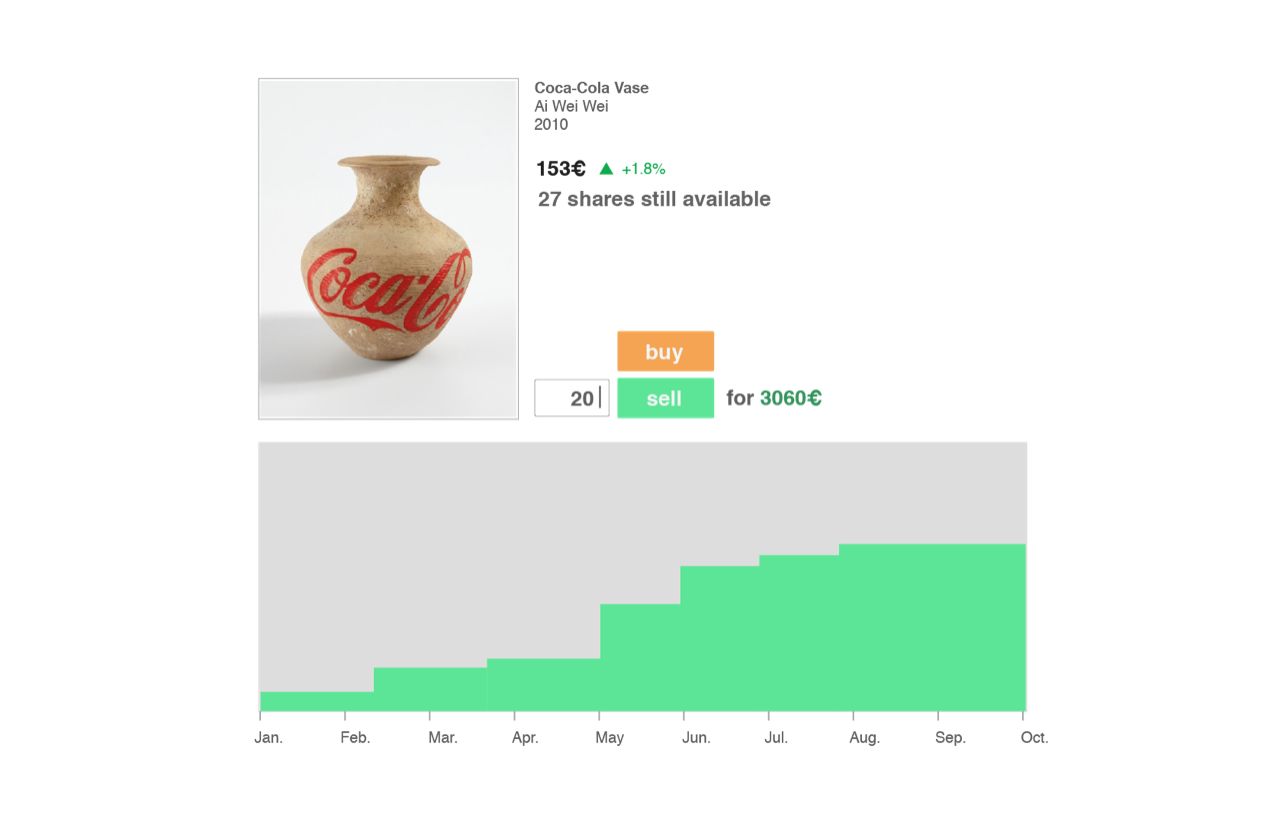 Coca-Cola Vase
Ai Wei Wei
2010
153€ ▲ +1.8%
27 shares still available
Coca-Co
buy
20 sell for 3060€
Jan. Feb. Mar. Apr. May Jun. Jul. Aug. Sep. Oct.